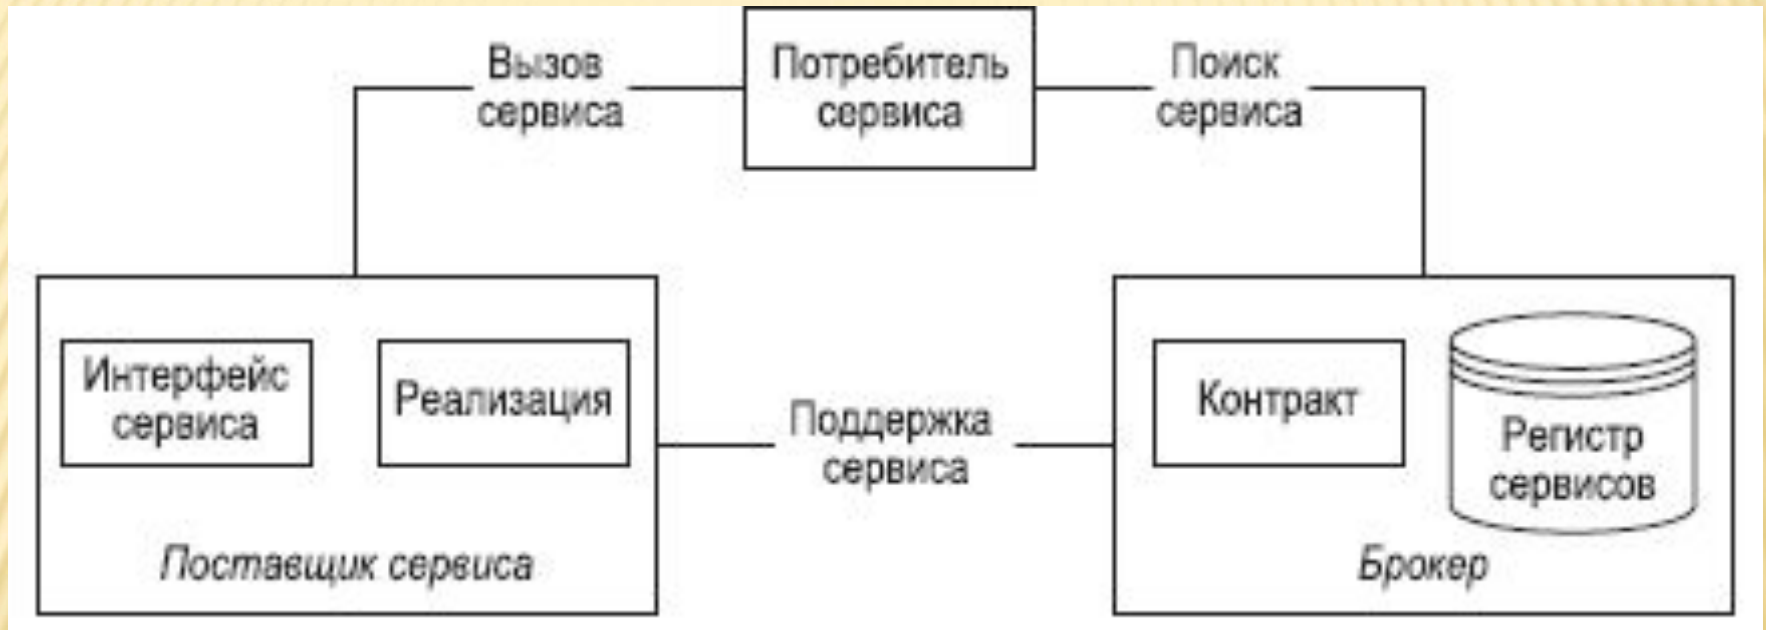 Вызов
сервиса
Потребитель
сервиса
Поиск
сервиса
Интерфейс
сервиса
Реализация
Поставщик сервиса
Поддержка
сервиса
Контракт
Регистр
сервисов
Брокер